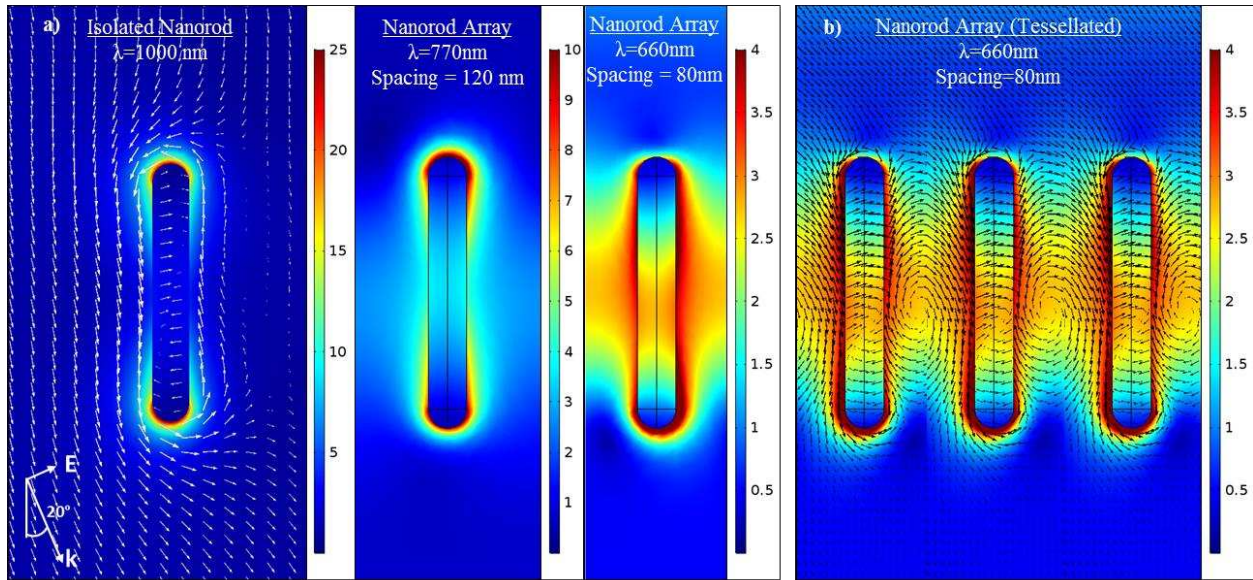 a)
Isolated Nanorod
λ=1000 nm
25
20
15
10
5
E
20°
k
Nanorod Array
λ=770nm
Spacing = 120 nm
10
9
8
7
6
5
4
3
2
1
Nanorod Array
λ=660nm
Spacing = 80nm
4
3.5
3
2.5
2
1.5
1
0.5
b)
Nanorod Array (Tessellated)
λ=660nm
Spacing=80nm
4
3.5
3
2.5
2
1.5
1
0.5